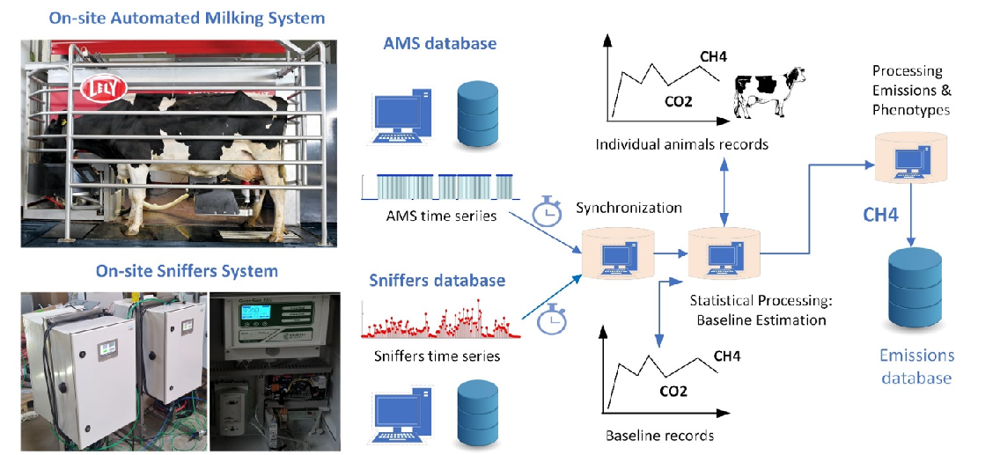 On-site Automated Milking System
LELY
AMS database
AMS time seriies
On-site Sniffers System
Sniffers database
Sniffers time series
Synchronization
CH4
CO2
Individual animals records
Statistical Processing:
Baseline Estimation
CH4
CO2
Baseline records
Processing
Emissions &
Phenotypes
CH4
Emissions
database